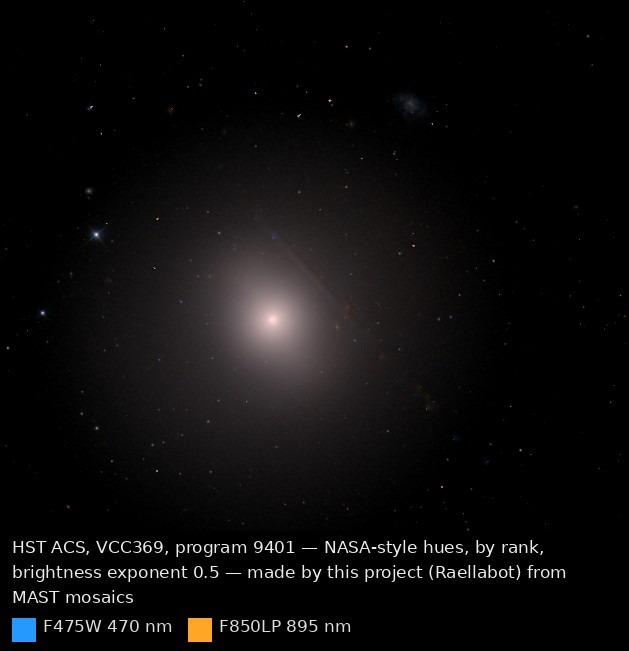 HST ACS, VCC369, program 9401 — NASA-style hues, by rank,
brightness exponent 0.5 — made by this project (Raellabot) from
MAST mosaics
F475W 470 nm F850LP 895 nm